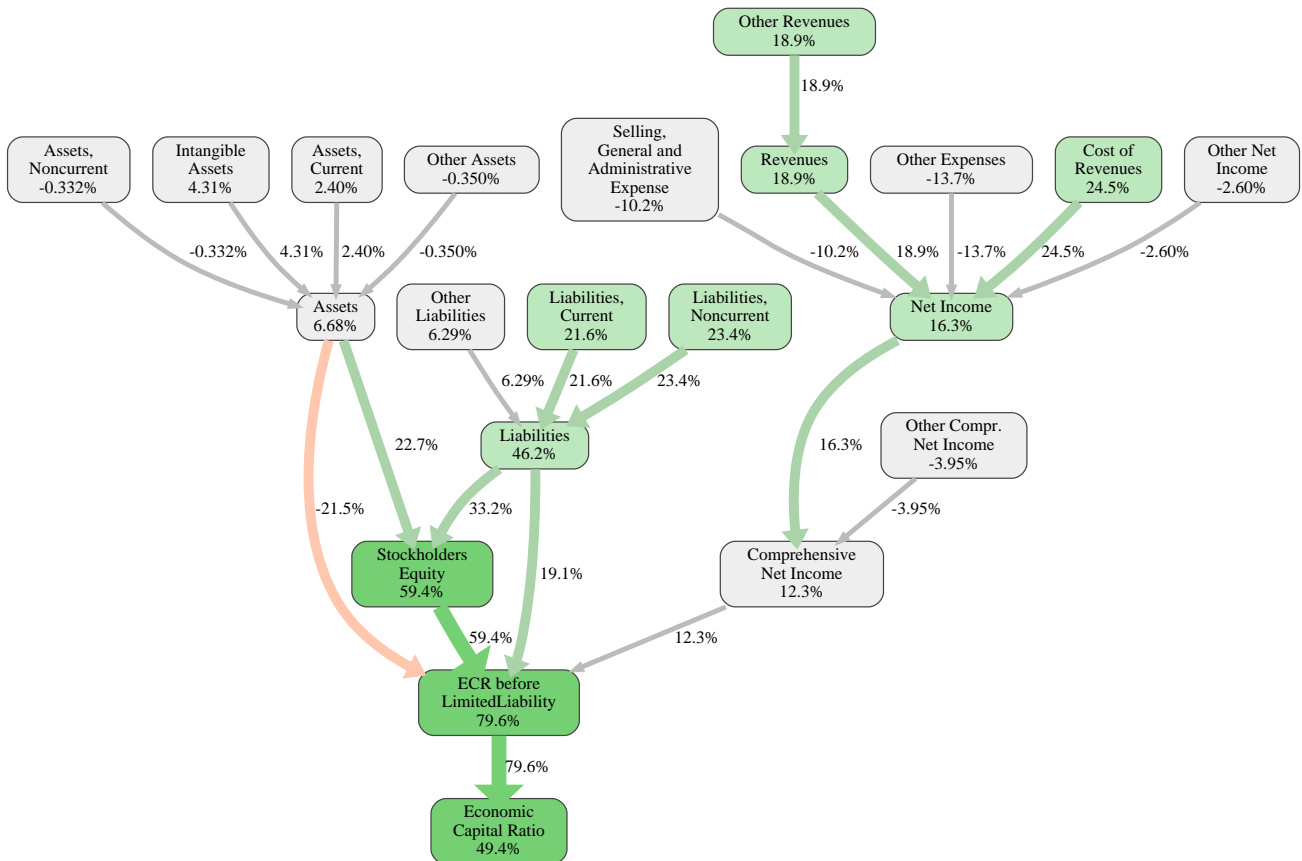 Other Revenues
18.9%
18.9%
Assets,
Noncurrent
-0.332%
Intangible
Assets
4.31%
Assets,
Current
2.40%
Other Assets
-0.350%
Selling,
General and
Administrative
Expense
-10.2%
Revenues
18.9%
Other Expenses
-13.7%
Cost of
Revenues
24.5%
Other Net
Income
-2.60%
-0.332%
4.31%
2.40%
-0.350%
-10.2%
18.9%
-13.7%
24.5%
-2.60%
Assets
6.68%
Other
Liabilities
6.29%
Liabilities,
Current
21.6%
Liabilities,
Noncurrent
23.4%
Net Income
16.3%
6.29%
21.6%
23.4%
22.7%
Liabilities
46.2%
16.3%
Other Compr.
Net Income
-3.95%
-21.5%
33.2%
-3.95%
Stockholders
Equity
59.4%
19.1%
Comprehensive
Net Income
12.3%
59.4%
12.3%
ECR before
LimitedLiability
79.6%
79.6%
Economic
Capital Ratio
49.4%